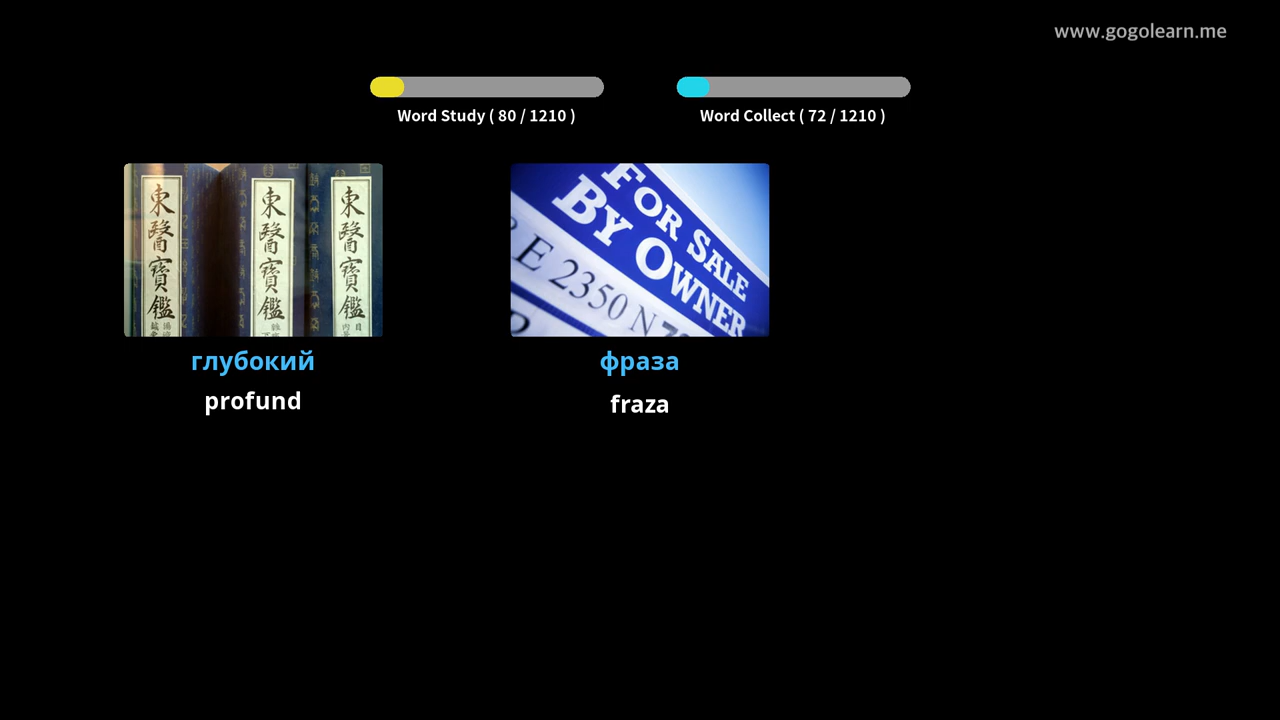 www.gogolearn.me
Word Study ( 80 / 1210 )
Word Collect ( 72 / 1210 )
東醫寶鑑
東醫寶鑑
東醫寶鑑
FOR SALE
BY OWNER
E 2350 N
глубокий
profund
фраза
fraza